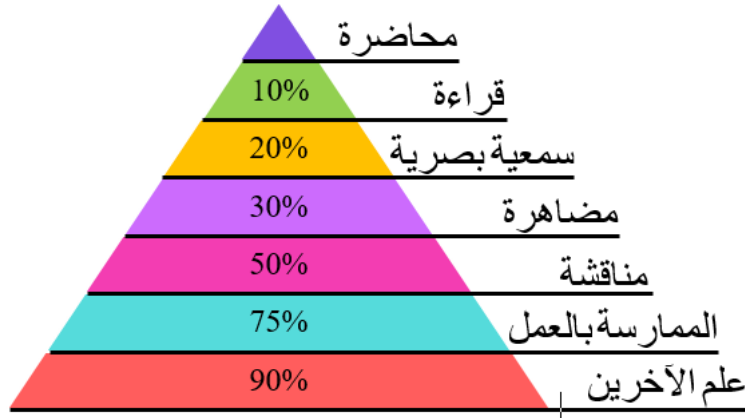 محاضرة
10% قراءة
20% سمعية بصرية
30% مضاهرة
50% مناقشة
75% الممارسة بالعمل
90% علم الآخرين